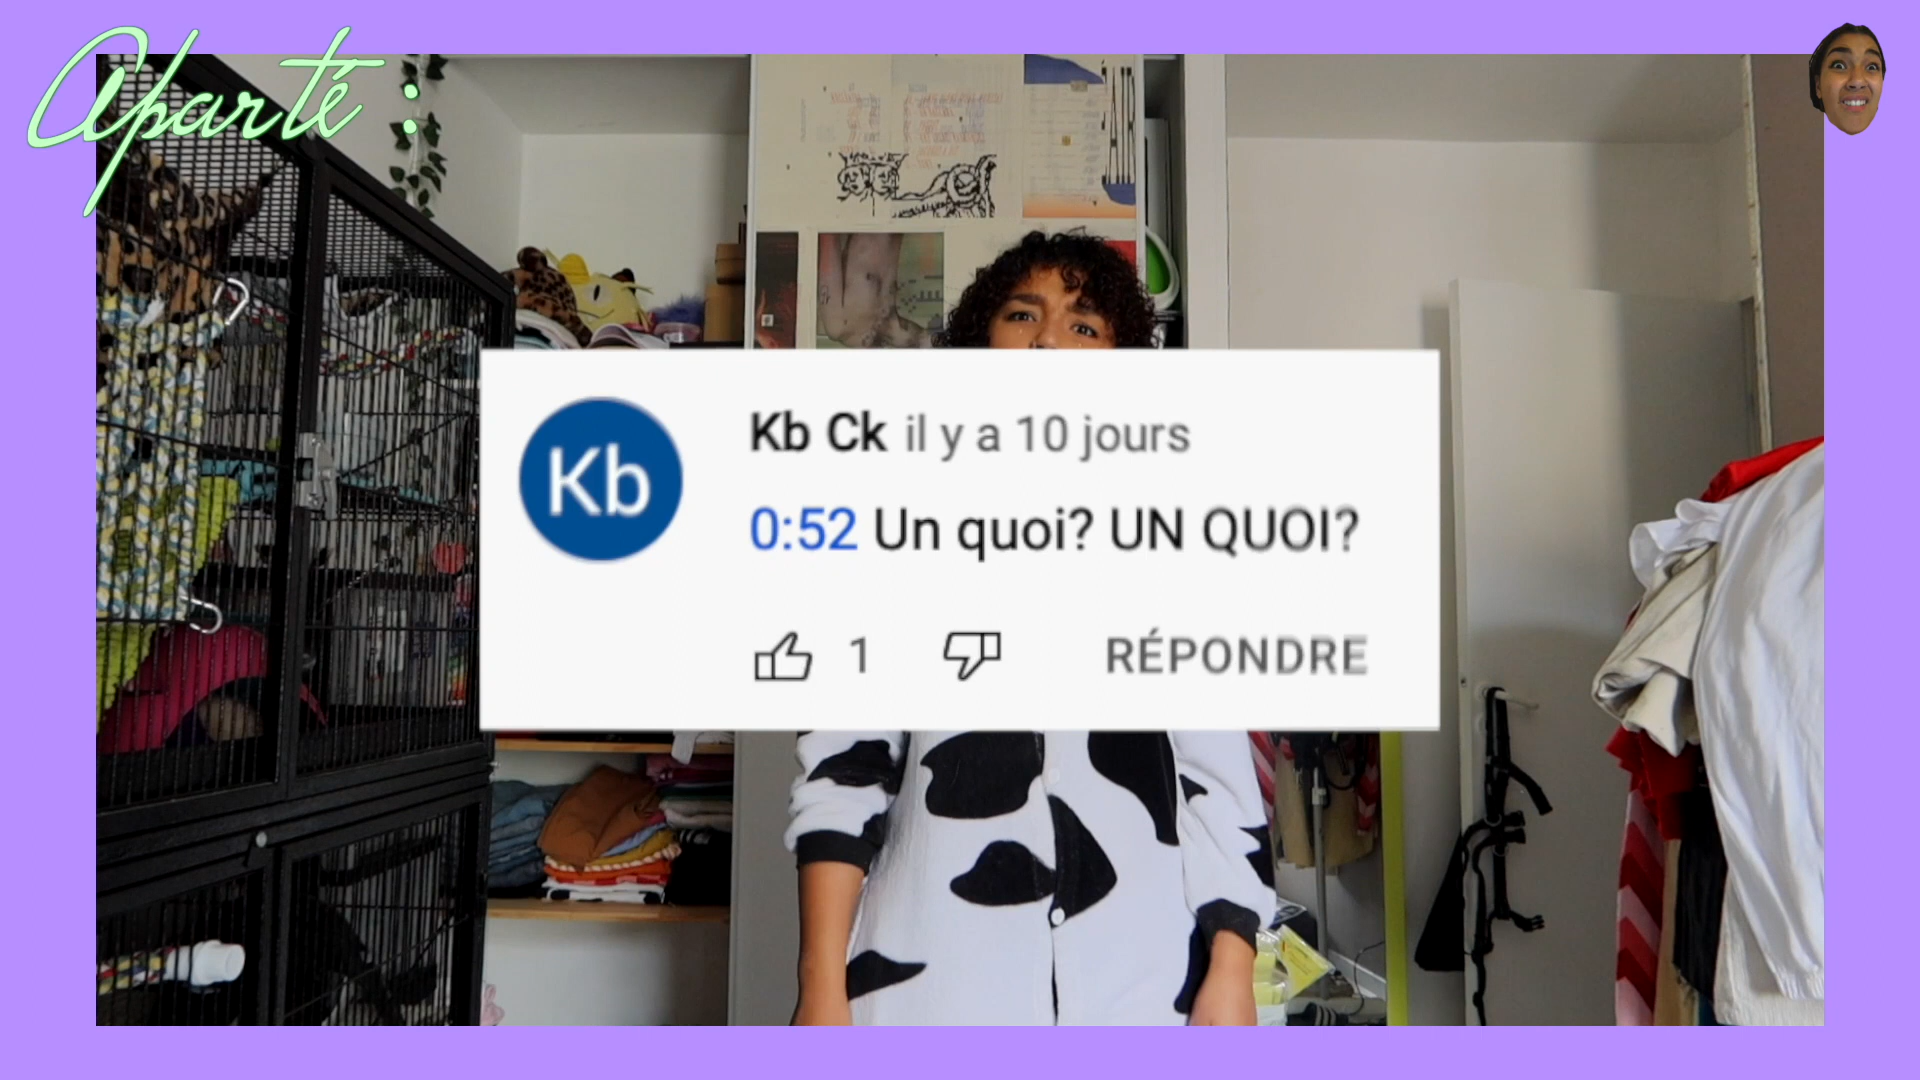 aparté :
Kb
Kb Ck il y a 10 jours
0:52 Un quoi? UN QUOI?
1
RÉPONDRE